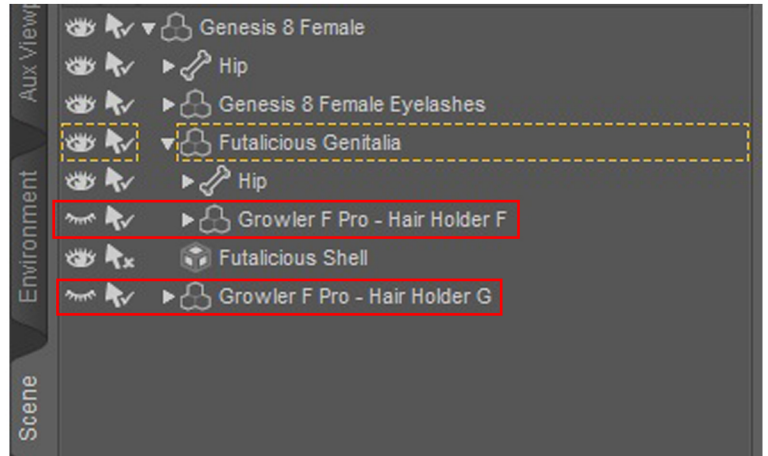 Genesis 8 Female
Hip
Genesis 8 Female Eyelashes
Futalicious Genitalia
Hip
Growler F Pro - Hair Holder F
Futalicious Shell
Growler F Pro - Hair Holder G
Aux Viewp
Environment
Scene